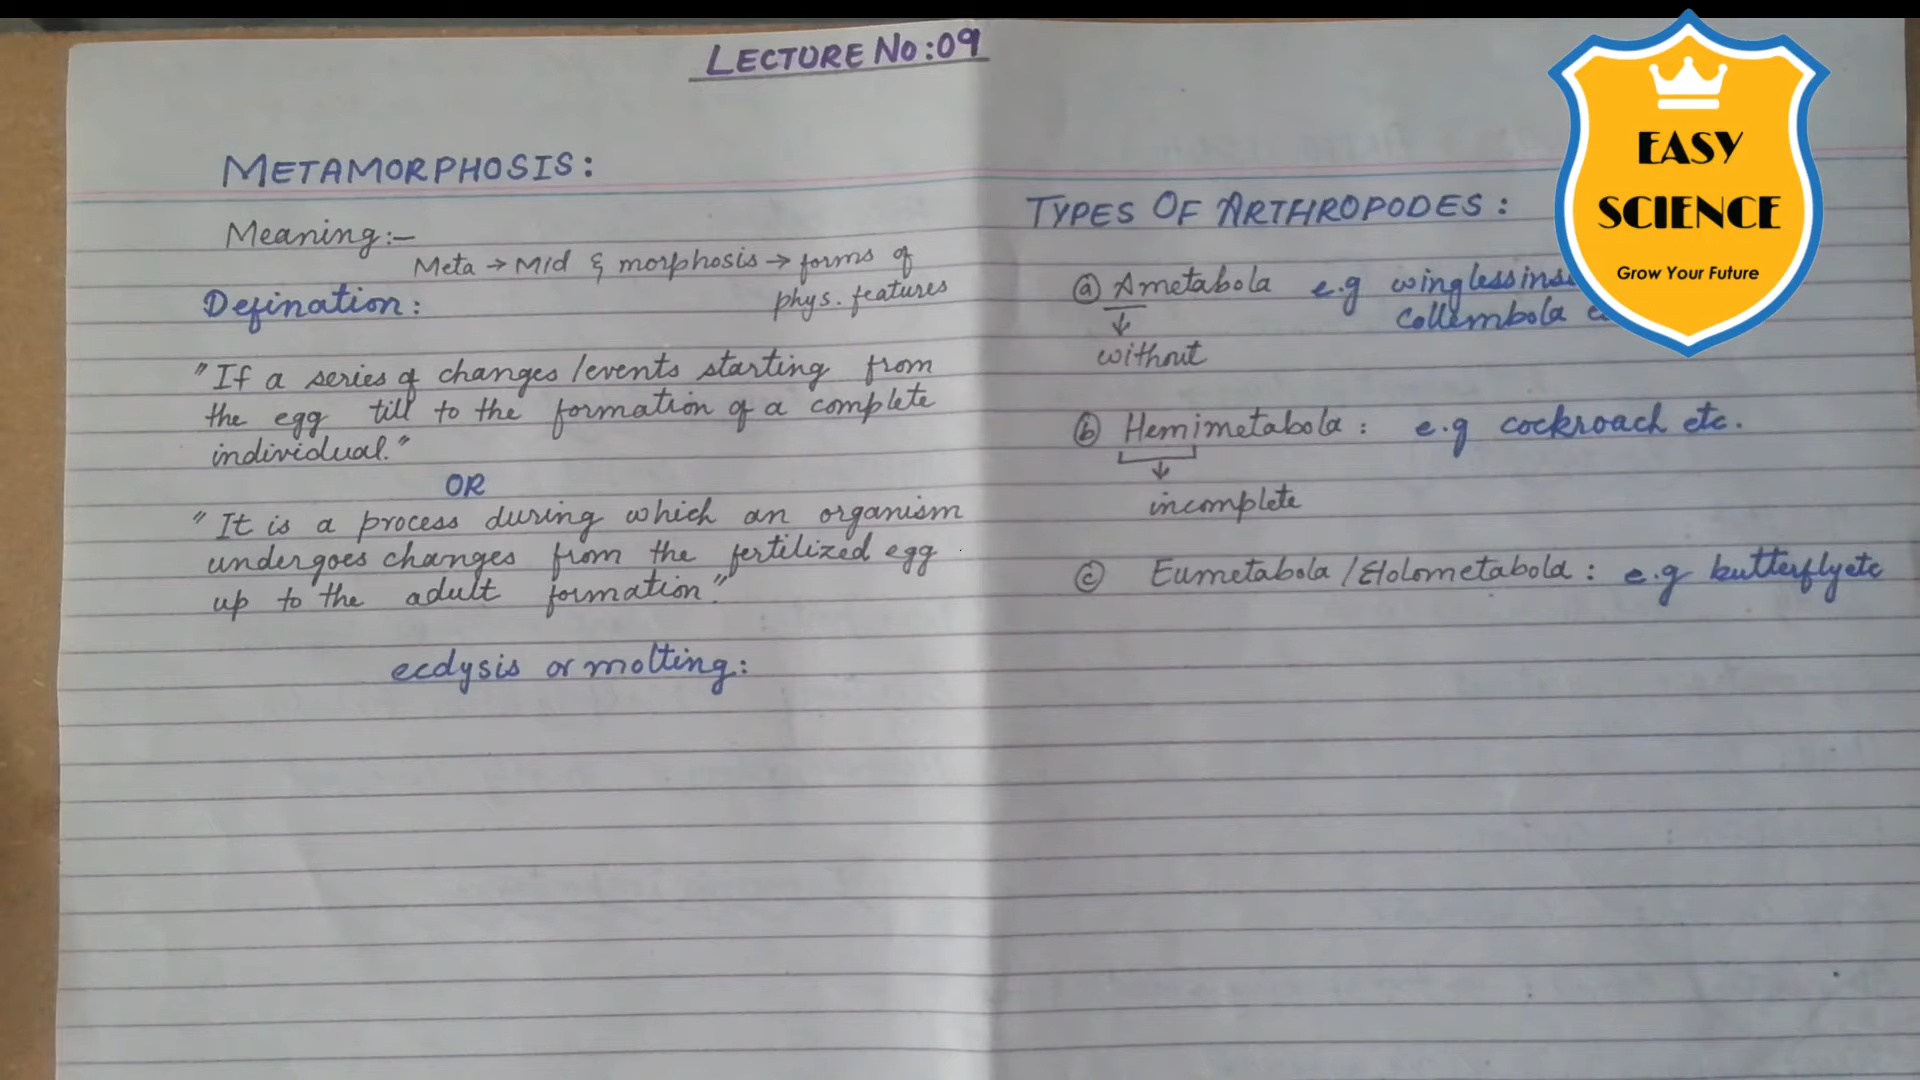 LECTURE No:09
METAMORPHOSIS:
Meaning:-
Meta → Mid & morphosis → forms of
phys. features
Defination:
"If a series of changes/events starting from
the egg till to the formation of a complete
individual."
OR
"It is a process during which an organism
undergoes changes from the fertilized egg
up to the adult formation"
ecdysis or molting:
TYPES OF ARTHROPODES:
(a) Ametabola e.g wingless
collembola
without
(b) Hemimetabola: e.g cockroach etc.
incomplete
(c) Eumetabola/Holometabola: e.g butterfly etc
EASY
SCIENCE
Grow Your Future